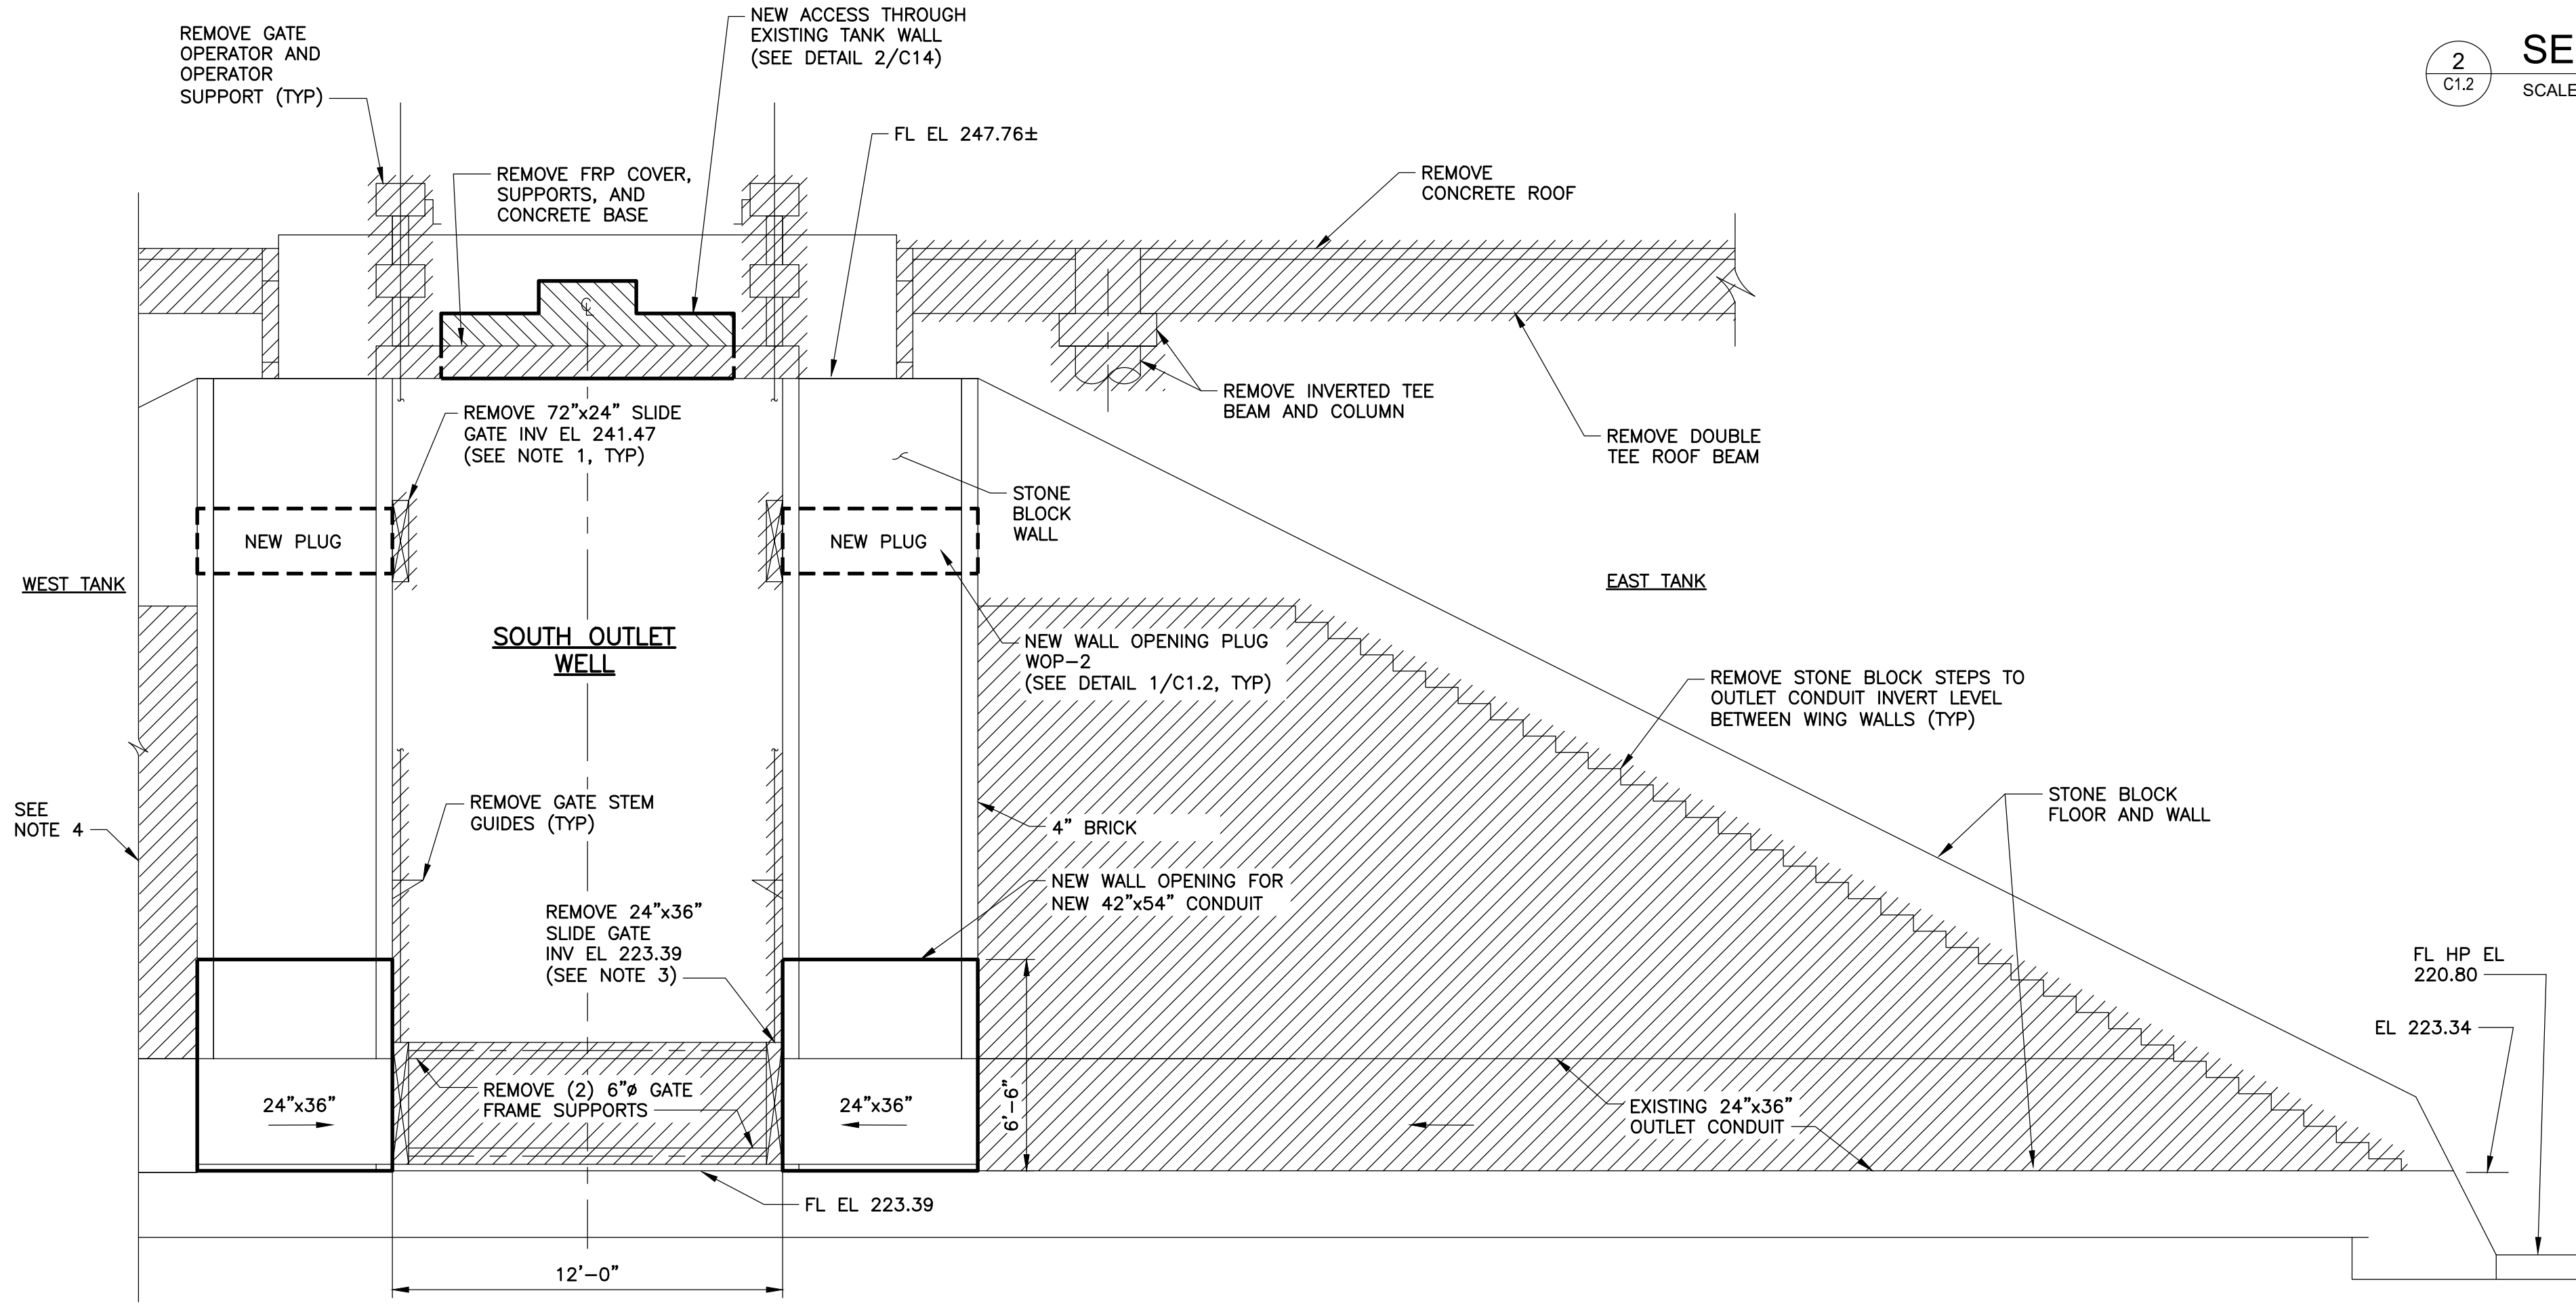 REMOVE GATE
OPERATOR AND
OPERATOR
SUPPORT (TYP)
NEW ACCESS THROUGH
EXISTING TANK WALL
(SEE DETAIL 2/C14)
2
C1.2
SE
SCALE
FL EL 247.76±
REMOVE FRP COVER,
SUPPORTS, AND
CONCRETE BASE
REMOVE
CONCRETE ROOF
℄
REMOVE INVERTED TEE
BEAM AND COLUMN
REMOVE DOUBLE
TEE ROOF BEAM
REMOVE 72"x24" SLIDE
GATE INV EL 241.47
(SEE NOTE 1, TYP)
STONE
BLOCK
WALL
NEW PLUG
NEW PLUG
WEST TANK
EAST TANK
SOUTH OUTLET
WELL
NEW WALL OPENING PLUG
WOP-2
(SEE DETAIL 1/C1.2, TYP)
REMOVE STONE BLOCK STEPS TO
OUTLET CONDUIT INVERT LEVEL
BETWEEN WING WALLS (TYP)
SEE
NOTE 4
REMOVE GATE STEM
GUIDES (TYP)
4" BRICK
STONE BLOCK
FLOOR AND WALL
NEW WALL OPENING FOR
NEW 42"x54" CONDUIT
REMOVE 24"x36"
SLIDE GATE
INV EL 223.39
(SEE NOTE 3)
FL HP EL
220.80
EL 223.34
24"x36"
REMOVE (2) 6"ø GATE
FRAME SUPPORTS
24"x36"
6'-6"
EXISTING 24"x36"
OUTLET CONDUIT
FL EL 223.39
12'-0"